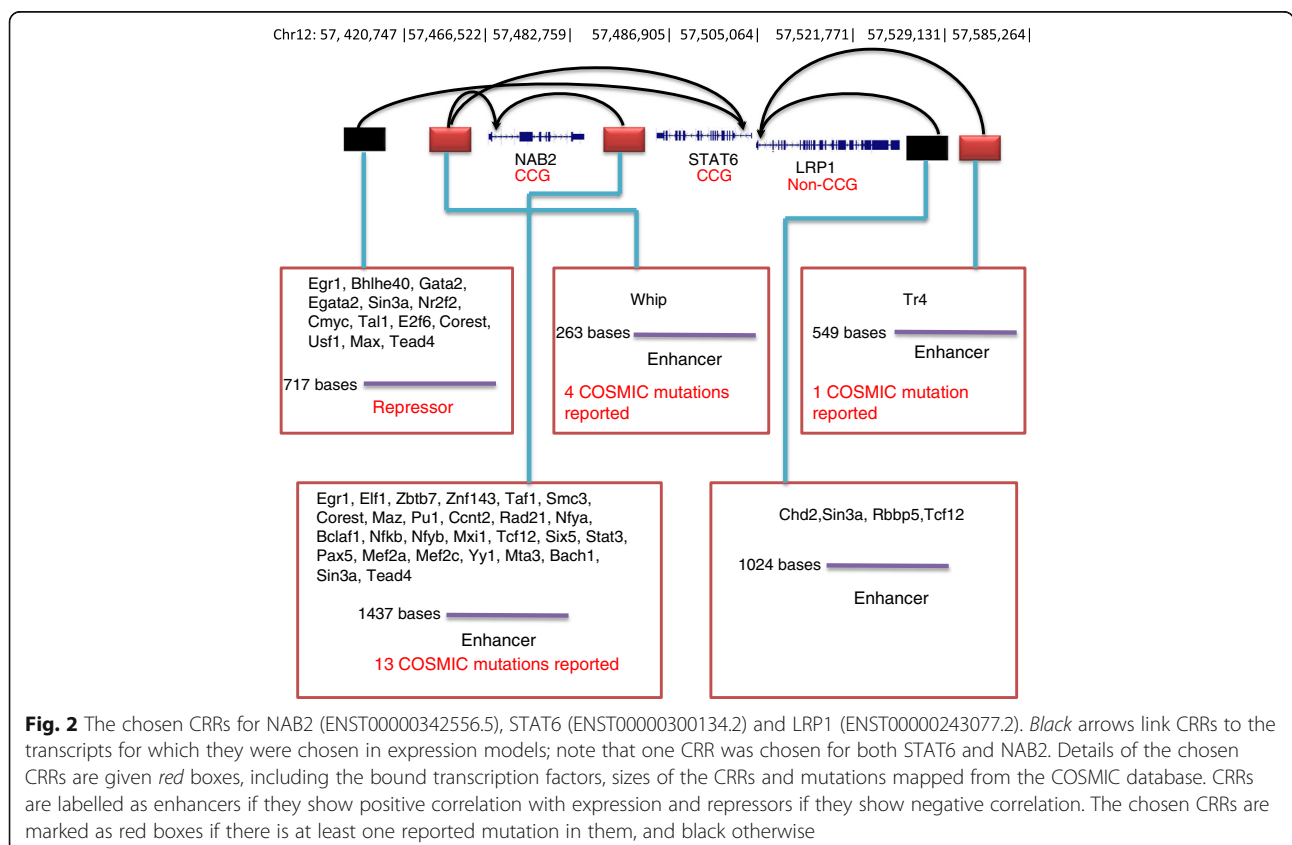 Chr12: 57, 420,747 |57,466,522| 57,482,759| 57,486,905| 57,505,064| 57,521,771| 57,529,131| 57,585,264|
NAB2
CCG
STAT6
CCG
LRP1
Non-CCG
Egr1, Bhlhe40, Gata2,
Egata2, Sin3a, Nr2f2,
Cmyc, Tal1, E2f6, Corest,
Usf1, Max, Tead4
717 bases
Repressor
Whip
263 bases
Enhancer
4 COSMIC mutations
reported
Tr4
549 bases
Enhancer
1 COSMIC mutation
reported
Egr1, Elf1, Zbtb7, Znf143, Taf1, Smc3,
Corest, Maz, Pu1, Ccnt2, Rad21, Nfya,
Bclaf1, Nfkb, Nfyb, Mxi1, Tcf12, Six5, Stat3,
Pax5, Mef2a, Mef2c, Yy1, Mta3, Bach1,
Sin3a, Tead4
1437 bases
Enhancer
13 COSMIC mutations reported
Chd2,Sin3a, Rbbp5,Tcf12
1024 bases
Enhancer
Fig. 2 The chosen CRRs for NAB2 (ENST00000342556.5), STAT6 (ENST00000300134.2) and LRP1 (ENST00000243077.2). Black arrows link CRRs to the
transcripts for which they were chosen in expression models; note that one CRR was chosen for both STAT6 and NAB2. Details of the chosen
CRRs are given red boxes, including the bound transcription factors, sizes of the CRRs and mutations mapped from the COSMIC database. CRRs
are labelled as enhancers if they show positive correlation with expression and repressors if they show negative correlation. The chosen CRRs are
marked as red boxes if there is at least one reported mutation in them, and black otherwise